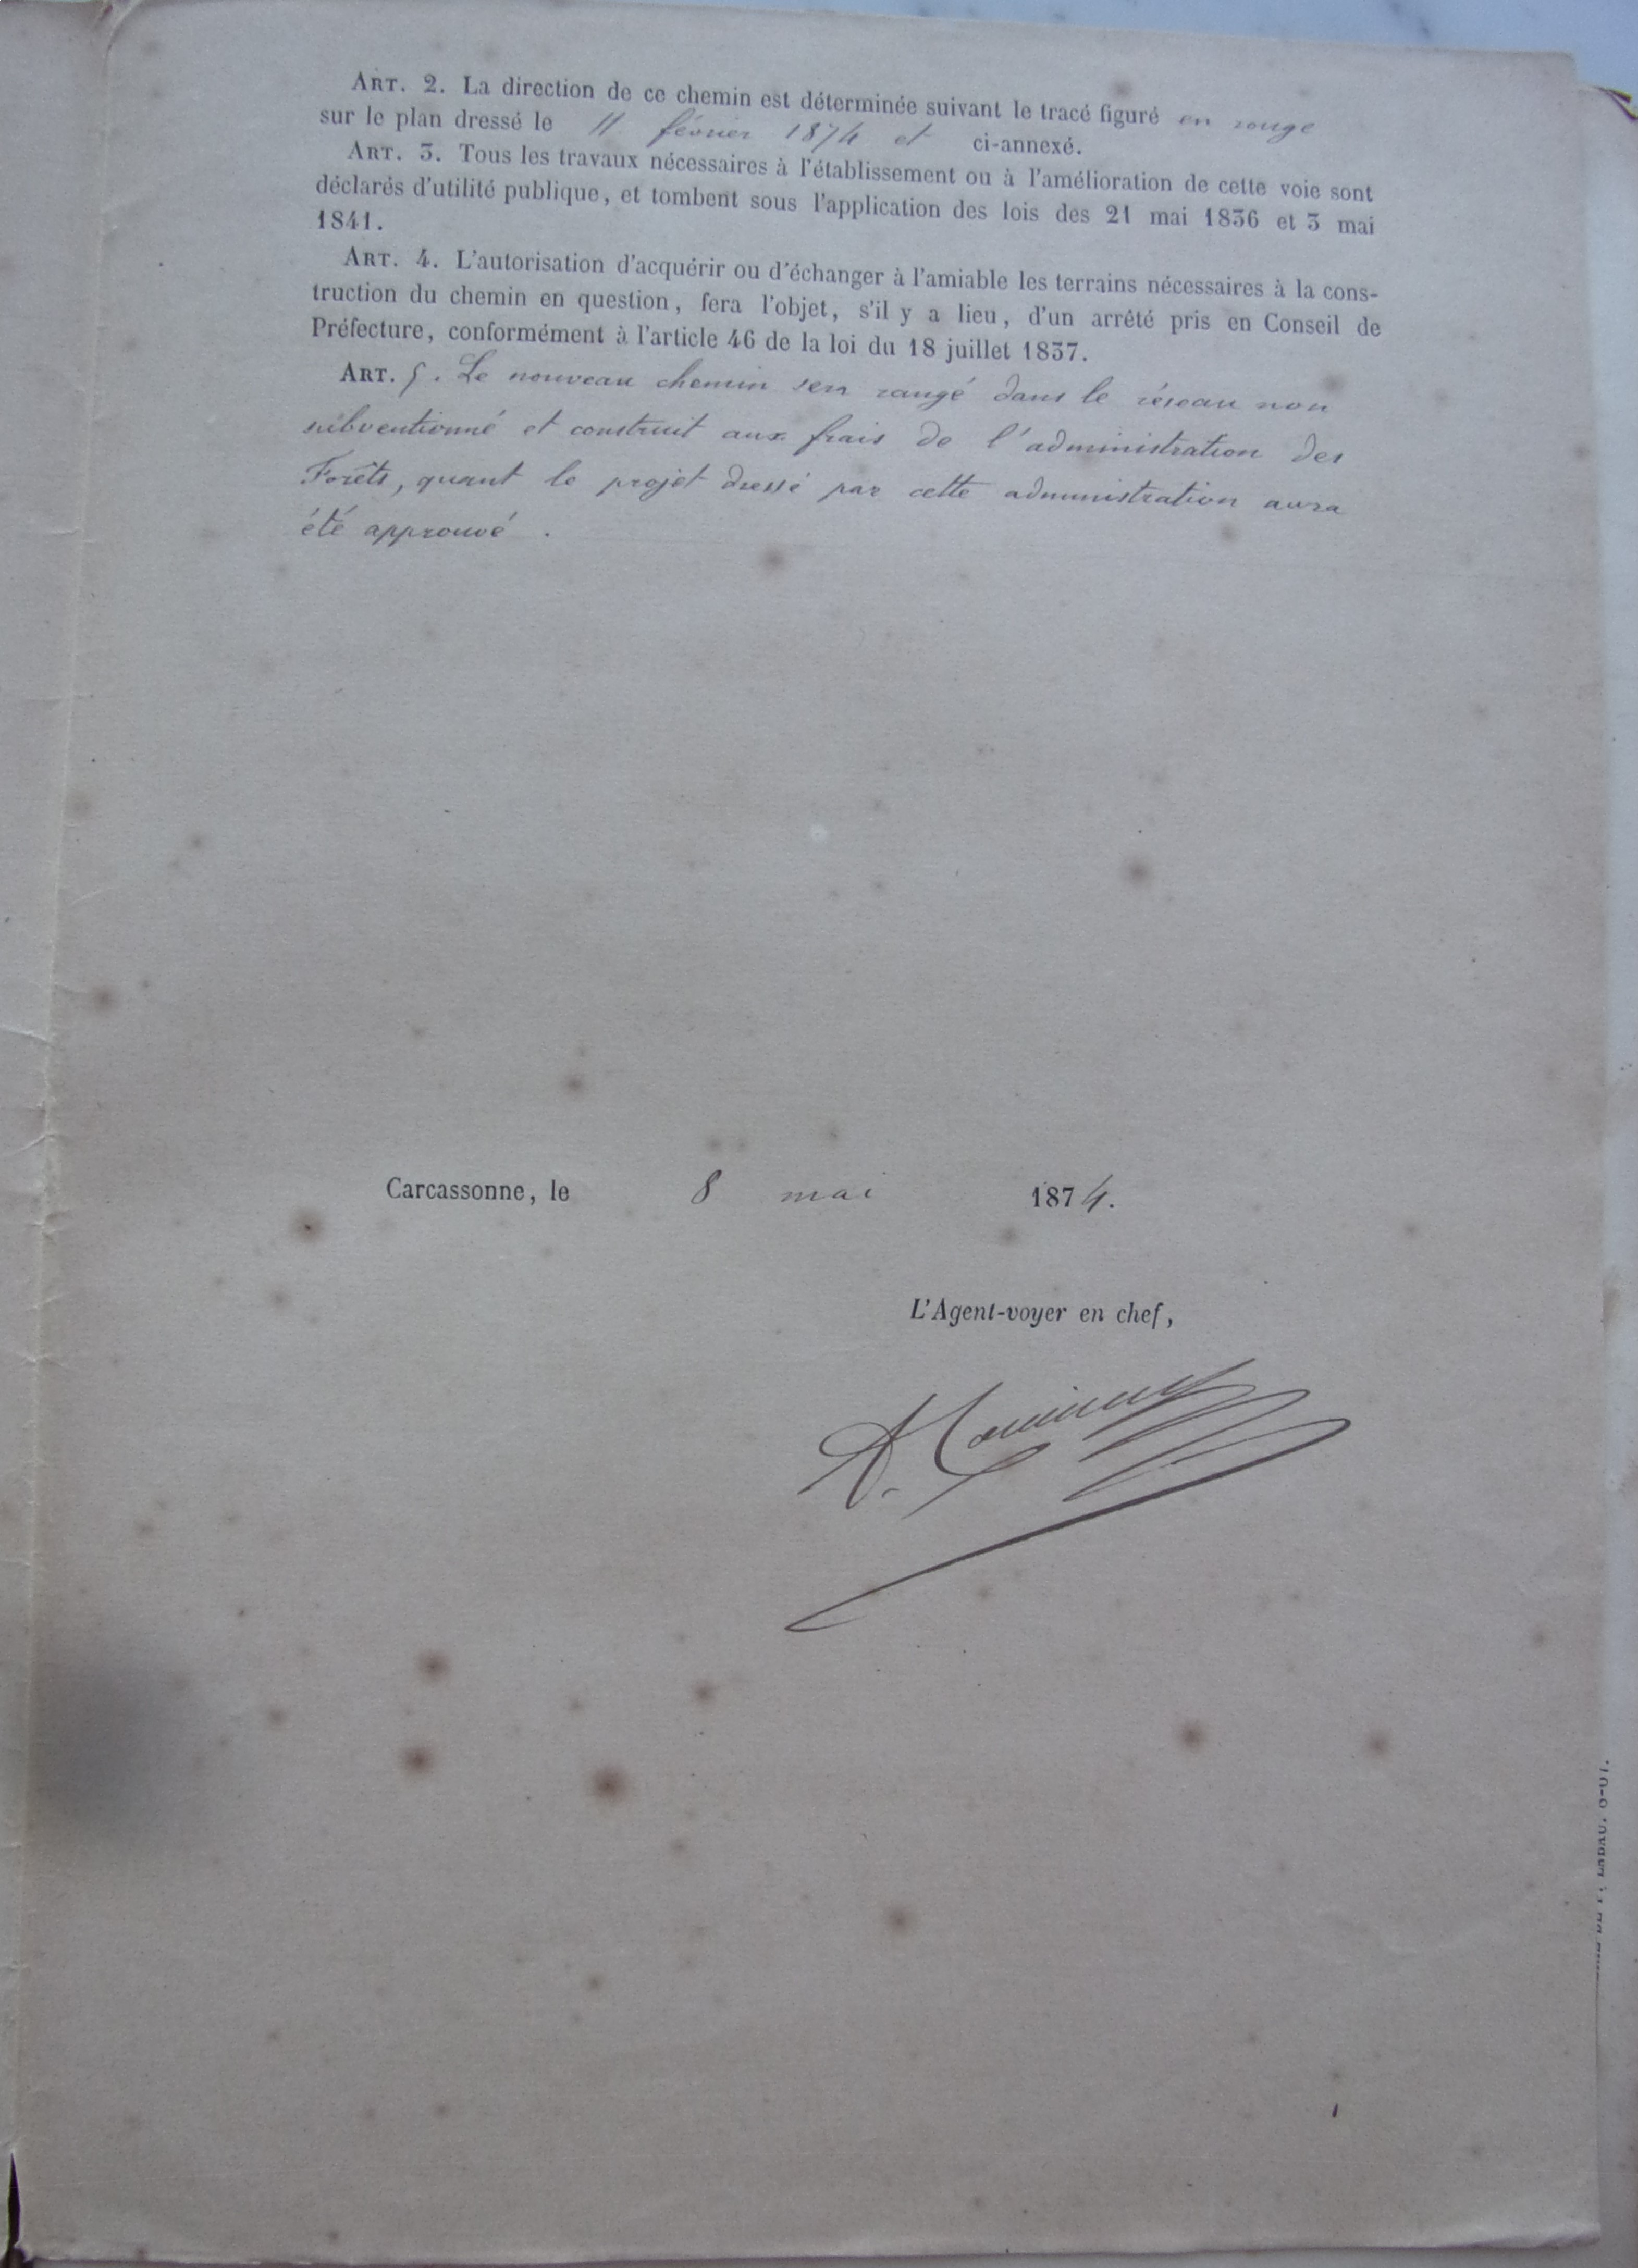 ART. 2. La direction de ce chemin est déterminée suivant le tracé figuré en rouge
sur le plan dressé le 11 février 1874 et ci-annexé.
ART. 3. Tous les travaux nécessaires à l'établissement ou à l'amélioration de cette voie sont
déclarés d'utilité publique, et tombent sous l'application des lois des 21 mai 1836 et 3 mai
1841.
ART. 4. L'autorisation d'acquérir ou d'échanger à l'amiable les terrains nécessaires à la cons-
truction du chemin en question, fera l'objet, s'il y a lieu, d'un arrêté pris en Conseil de
Préfecture, conformément à l'article 46 de la loi du 18 juillet 1837.
ART. 5. Le nouveau chemin sera rangé dans le réseau non
subventionné et construit aux frais de l'administration des
Forêts, quant le projet dressé par cette administration aura
été approuvé.
Carcassonne, le 8 mai 1874.
L'Agent-voyer en chef,